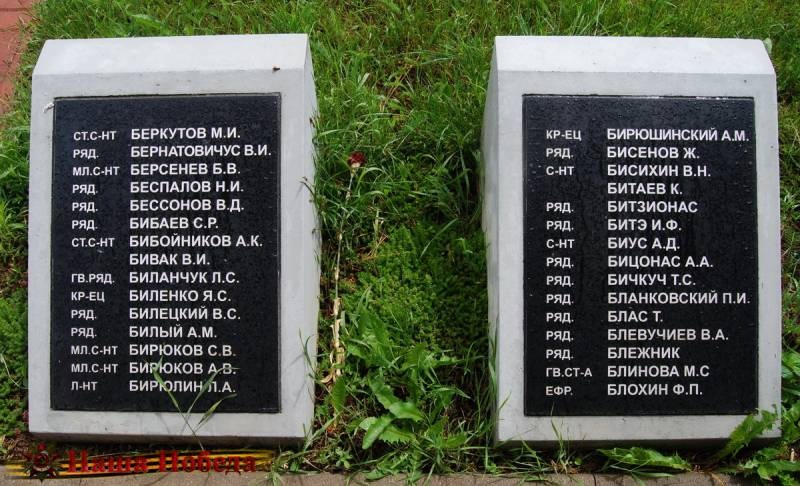 СТ.С-НТ БЕРКУТОВ М.И.
РЯД. БЕРНАТОВИЧУС В.И.
МЛ.С-НТ БЕРСЕНЕВ Б.В.
РЯД. БЕСПАЛОВ Н.И.
РЯД. БЕССОНОВ В.Д.
РЯД. БИБАЕВ С.Р.
СТ.С-НТ БИБОЙНИКОВ А.К.
БИВАК В.И.
ГВ.РЯД. БИЛАНЧУК Л.С.
КР-ЕЦ БИЛЕНКО Я.С.
РЯД. БИЛЕЦКИЙ В.С.
РЯД. БИЛЫЙ А.М.
МЛ.С-НТ БИРЮКОВ С.В.
МЛ.С-НТ БИРЮКОВ А.В.
Л-НТ БИРЮЛИН Л.А.
КР-ЕЦ БИРЮШИНСКИЙ А.М.
РЯД. БИСЕНОВ Ж.
С-НТ БИСИХИН В.Н.
БИТАЕВ К.
РЯД. БИТЗИОНАС
РЯД. БИТЭ И.Ф.
С-НТ БИУС А.Д.
РЯД. БИЦОНАС А.А.
РЯД. БИЧКУЧ Т.С.
РЯД. БЛАНКОВСКИЙ П.И.
РЯД. БЛАС Т.
РЯД. БЛЕВУЧИЕВ В.А.
РЯД. БЛЕЖНИК
ГВ.СТ-А БЛИНОВА М.С
ЕФР. БЛОХИН Ф.П.
Наша Победа